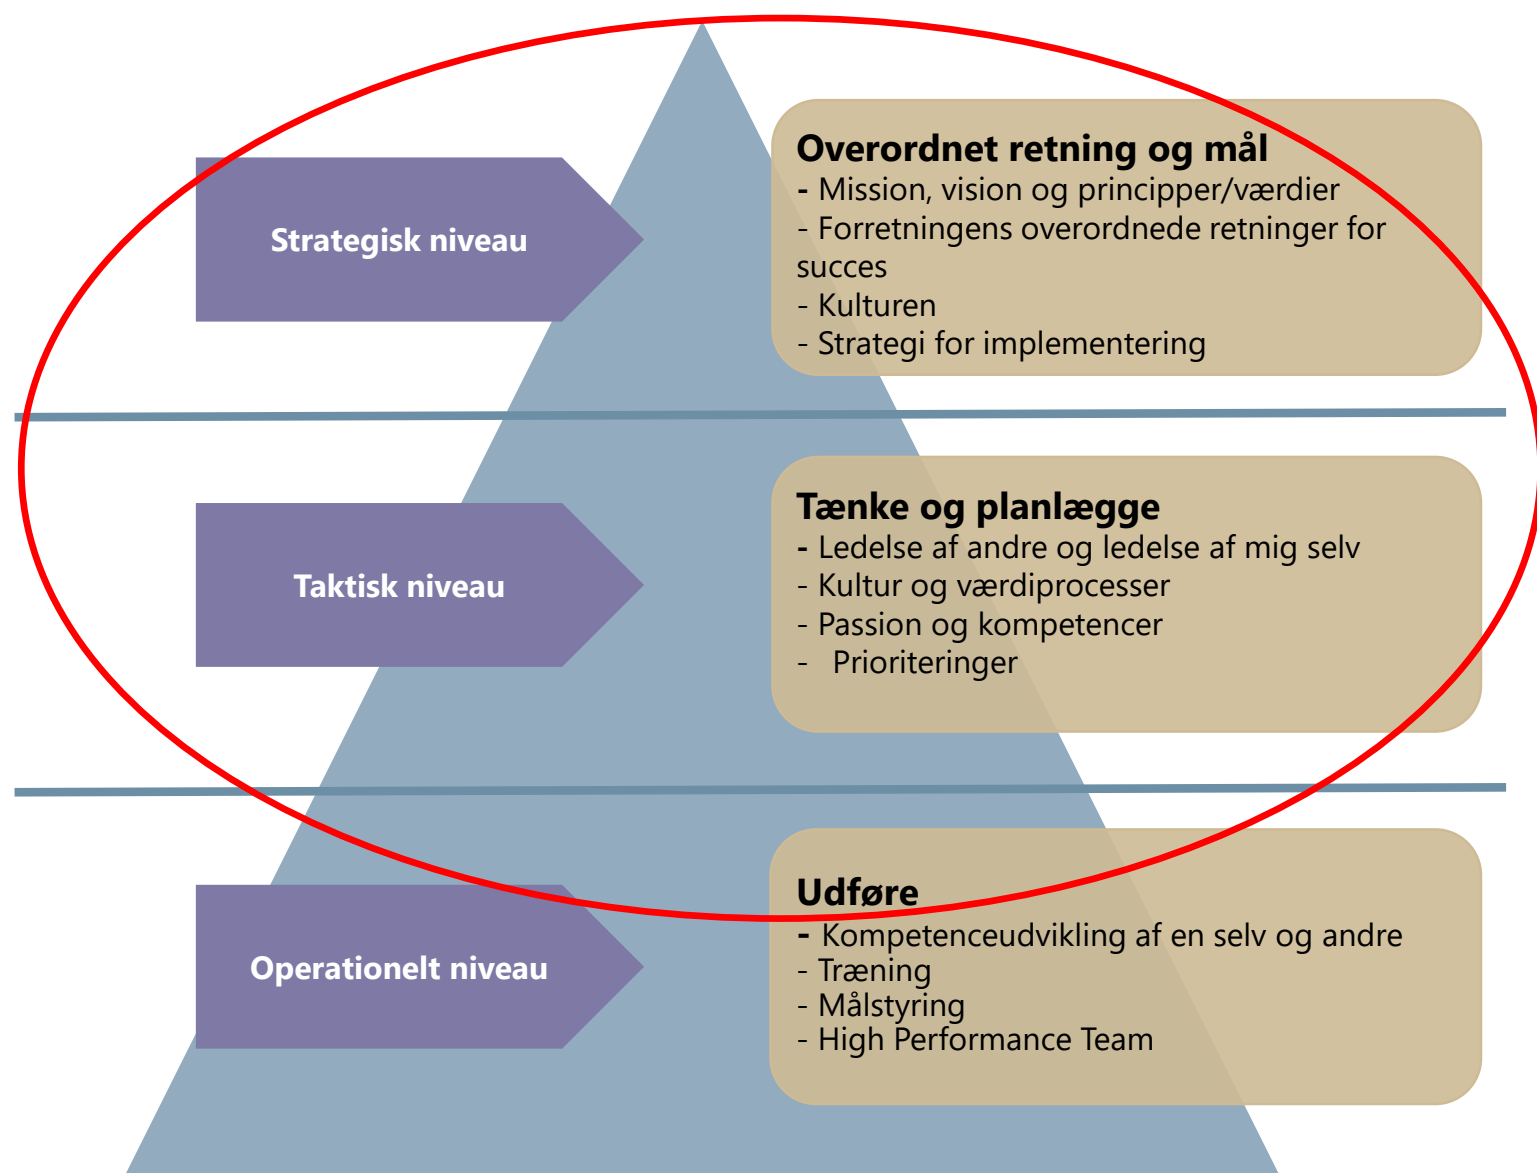 Strategisk niveau
Overordnet retning og mål
- Mission, vision og principper/værdier
- Forretningens overordnede retninger for
succes
- Kulturen
- Strategi for implementering
Taktisk niveau
Tænke og planlægge
- Ledelse af andre og ledelse af mig selv
- Kultur og værdiprocesser
- Passion og kompetencer
- Prioriteringer
Operationelt niveau
Udføre
- Kompetenceudvikling af en selv og andre
- Træning
- Målstyring
- High Performance Team